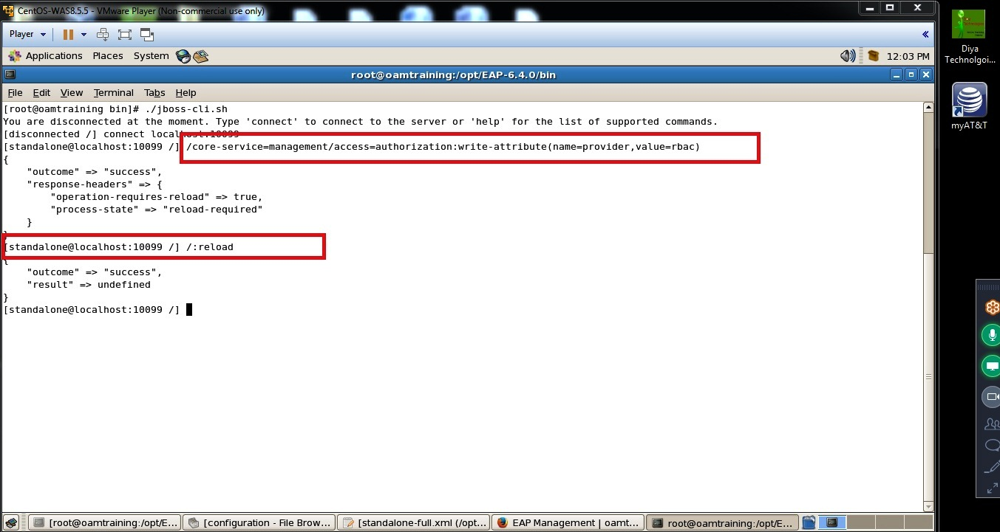 CentOS-WAS8.5.5 - VMware Player (Non-commercial use only)
Player
Applications Places System
12:03 PM
root@oamtraining:/opt/EAP-6.4.0/bin
File Edit View Terminal Tabs Help
[root@oamtraining bin]# ./jboss-cli.sh
You are disconnected at the moment. Type 'connect' to connect to the server or 'help' for the list of supported commands.
[disconnected /] connect localhost:10099
[standalone@localhost:10099 /] /core-service=management/access=authorization:write-attribute(name=provider,value=rbac)
{
    "outcome" => "success",
    "response-headers" => {
        "operation-requires-reload" => true,
        "process-state" => "reload-required"
    }
}
[standalone@localhost:10099 /] /:reload
{
    "outcome" => "success",
    "result" => undefined
}
[standalone@localhost:10099 /]
[root@oamtraining:/opt/E...
[configuration - File Brow...
[standalone-full.xml (/opt...
EAP Management | oamt...
root@oamtraining:/opt/E...
Diya
Technolgoi...
myAT&T